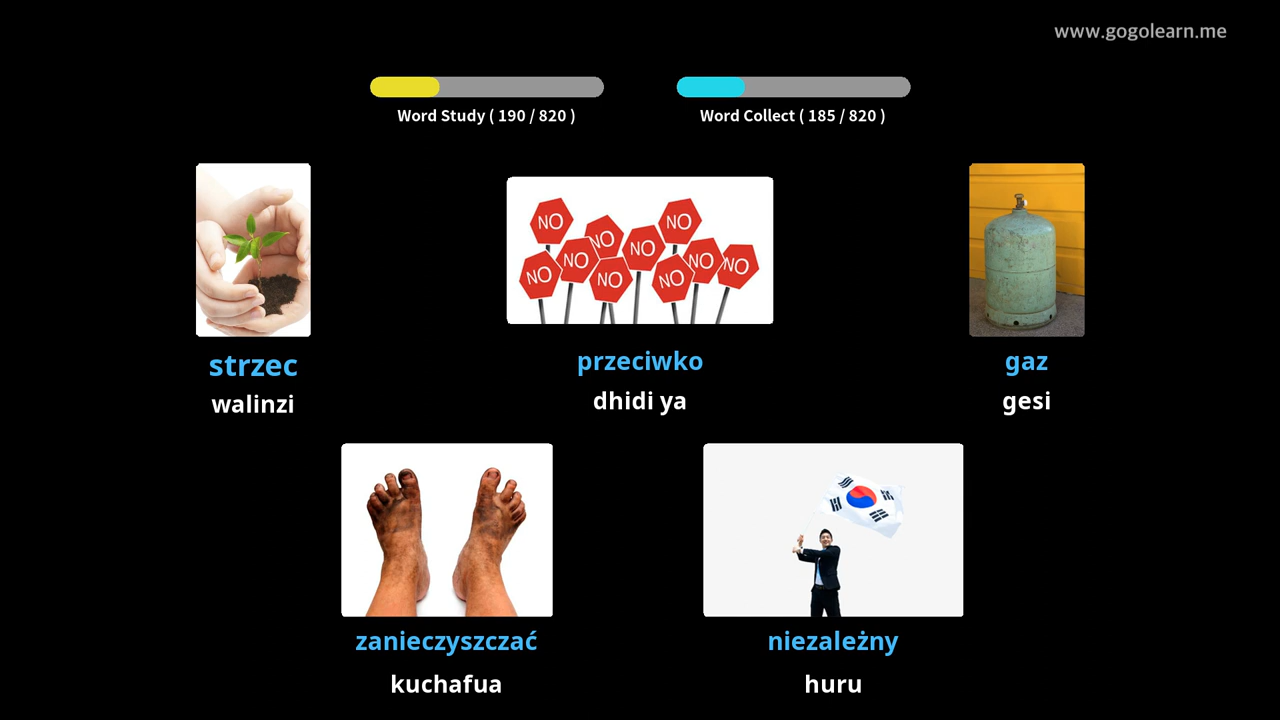 www.gogolearn.me
Word Study ( 190 / 820 )
Word Collect ( 185 / 820 )
NO
NO
NO
NO
NO
NO
NO
NO
NO
NO
strzec
walinzi
przeciwko
dhidi ya
gaz
gesi
zanieczyszczać
kuchafua
niezależny
huru